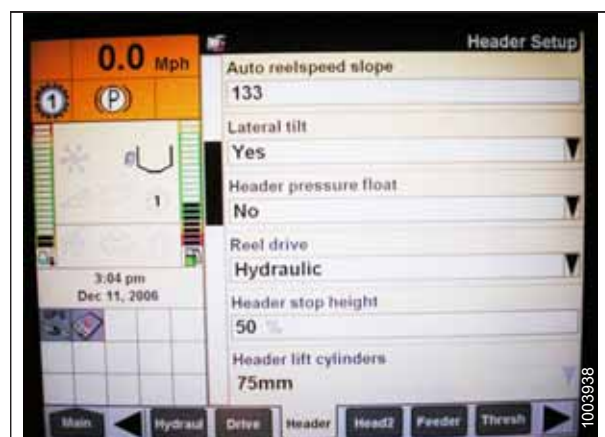 Header Setup
0.0 Mph
1
(P)
1
3:04 pm
Dec 11, 2006
Auto reelspeed slope
133
Lateral tilt
Yes
Header pressure float
No
Reel drive
Hydraulic
Header stop height
50 %
Header lift cylinders
75mm
Main
Hydraul
Drive
Header
Head2
Feeder
Thresh
1003938